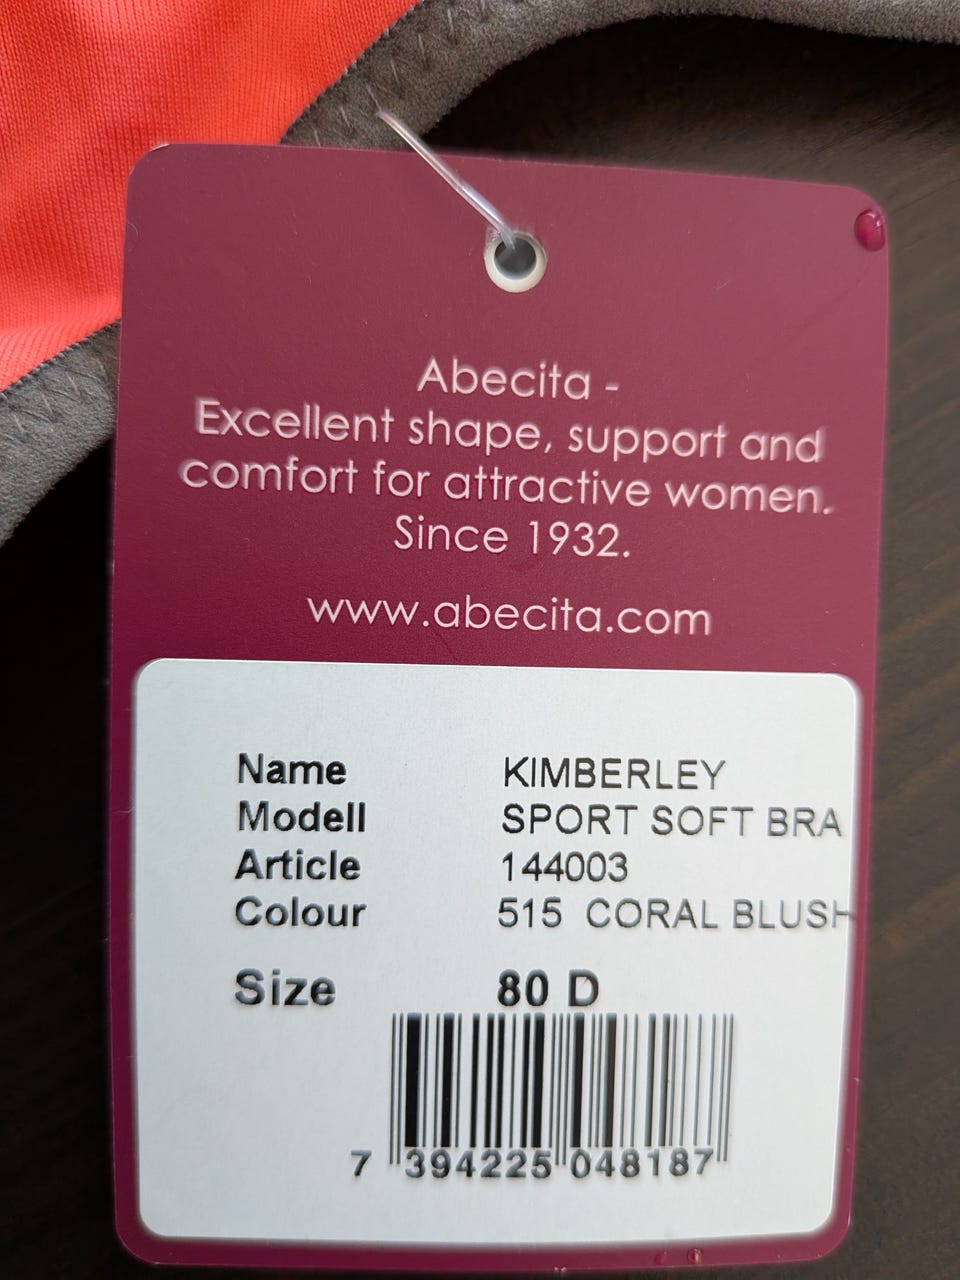 Abecita -
Excellent shape, support and
comfort for attractive women.
Since 1932.
www.abecita.com
Name KIMBERLEY
Modell SPORT SOFT BRA
Article 144003
Colour 515 CORAL BLUSH
Size 80 D
7 394225 048187